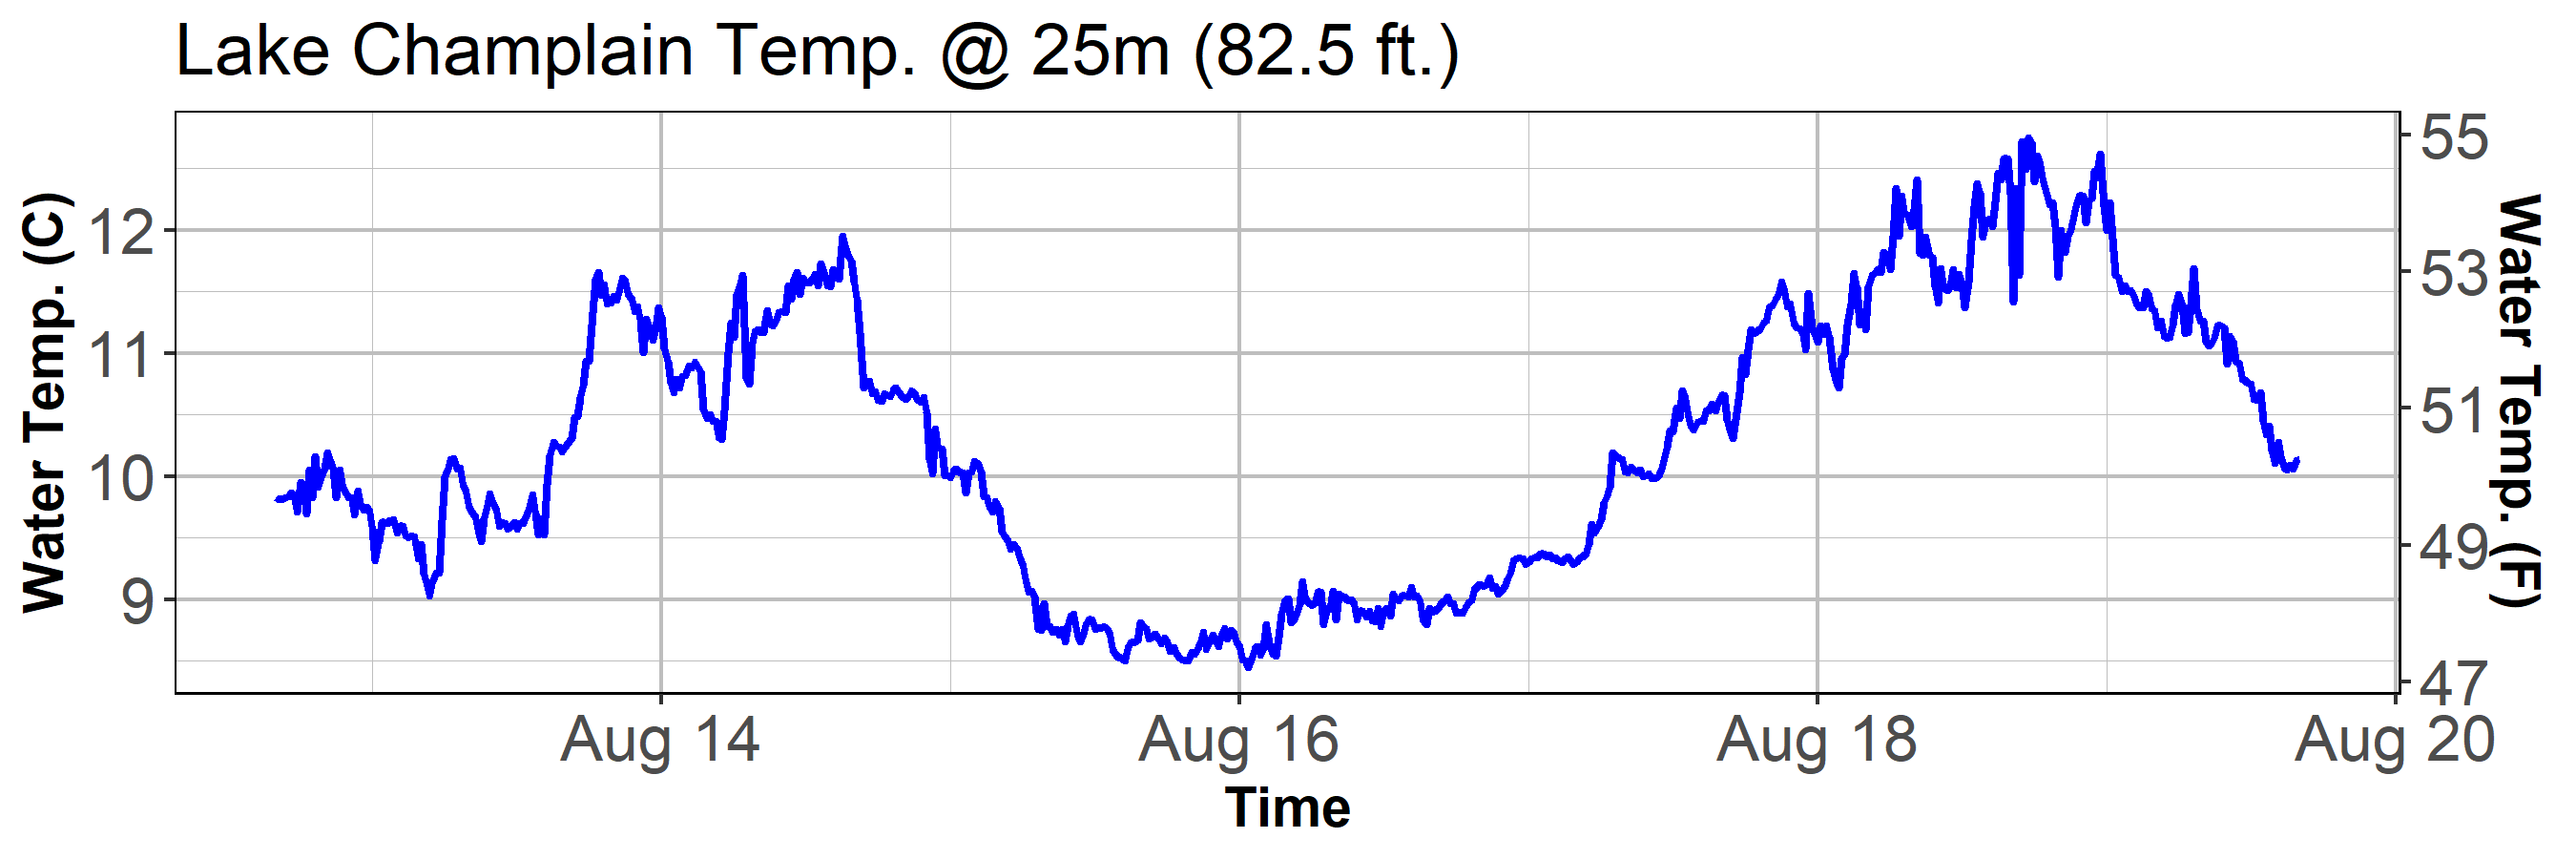 Lake Champlain Temp. @ 25m (82.5 ft.)
Water Temp. (C)
12
11
10
9
55
53
51
49
47
Water Temp. (F)
Aug 14 Aug 16 Aug 18 Aug 20
Time